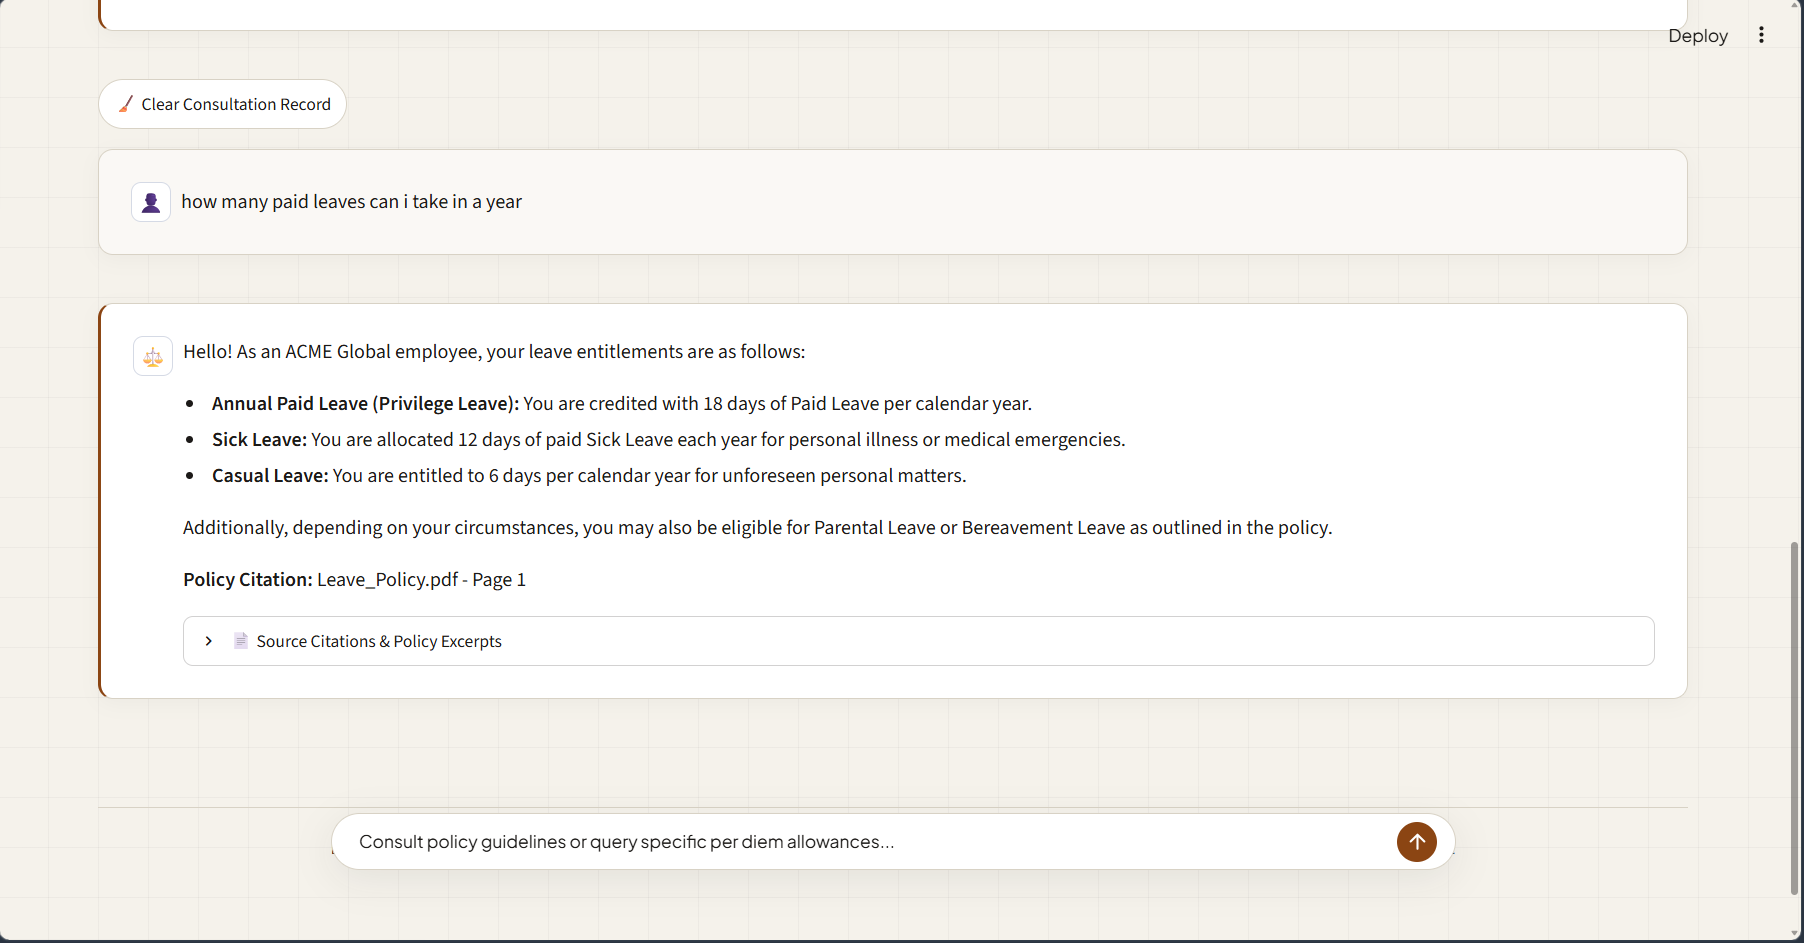 Deploy
Clear Consultation Record
how many paid leaves can i take in a year
Hello! As an ACME Global employee, your leave entitlements are as follows:
Annual Paid Leave (Privilege Leave): You are credited with 18 days of Paid Leave per calendar year.
Sick Leave: You are allocated 12 days of paid Sick Leave each year for personal illness or medical emergencies.
Casual Leave: You are entitled to 6 days per calendar year for unforeseen personal matters.
Additionally, depending on your circumstances, you may also be eligible for Parental Leave or Bereavement Leave as outlined in the policy.
Policy Citation: Leave_Policy.pdf - Page 1
Source Citations & Policy Excerpts
Consult policy guidelines or query specific per diem allowances...